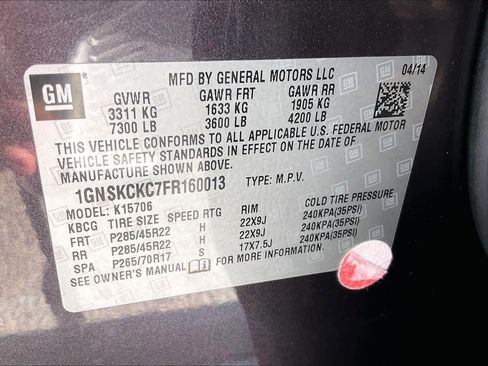 GM
MFD BY GENERAL MOTORS LLC 04/14
GVWR GAWR FRT GAWR RR
3311 KG 1633 KG 1905 KG
7300 LB 3600 LB 4200 LB
THIS VEHICLE CONFORMS TO ALL APPLICABLE U.S. FEDERAL MOTOR
VEHICLE SAFETY STANDARDS IN EFFECT ON THE DATE OF
MANUFACTURE SHOWN ABOVE.
1GNSKCKC7FR160013 TYPE: M.P.V.
MODEL: K15706
KBCG TIRE SIZE SPEED RTG RIM COLD TIRE PRESSURE
FRT P285/45R22 H 22X9J 240KPA(35PSI)
RR P285/45R22 H 22X9J 240KPA(35PSI)
SPA P265/70R17 S 17X7.5J 240KPA(35PSI)
SEE OWNER'S MANUAL FOR MORE INFORMATION.